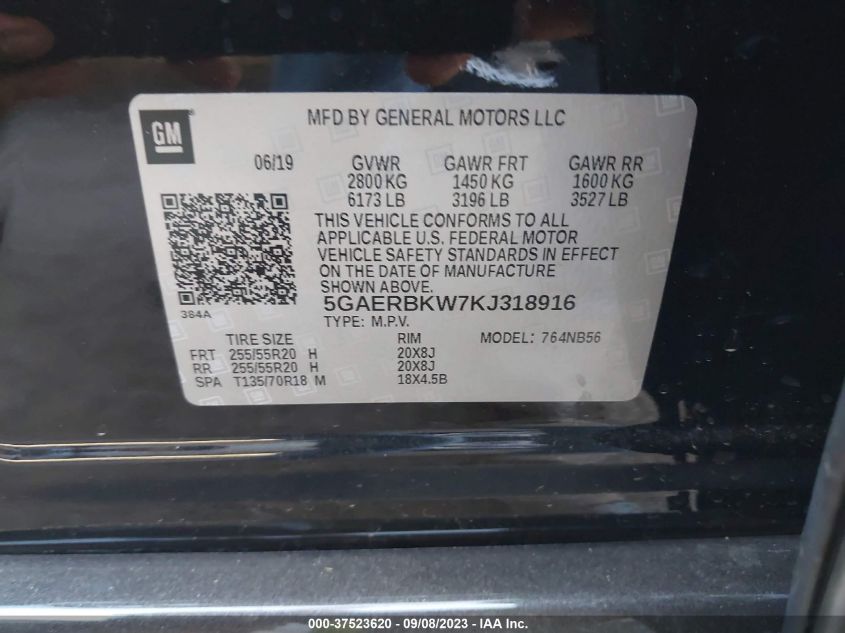 GM
MFD BY GENERAL MOTORS LLC
06/19 GVWR GAWR FRT GAWR RR
2800 KG 1450 KG 1600 KG
6173 LB 3196 LB 3527 LB
THIS VEHICLE CONFORMS TO ALL
APPLICABLE U.S. FEDERAL MOTOR
VEHICLE SAFETY STANDARDS IN EFFECT
ON THE DATE OF MANUFACTURE
SHOWN ABOVE.
384A
5GAERBKW7KJ318916
TYPE: M.P.V.
TIRE SIZE RIM MODEL: 764NB56
FRT 255/55R20 H 20X8J
RR 255/55R20 H 20X8J
SPA T135/70R18 M 18X4.5B
000-37523620 - 09/08/2023 - IAA Inc.